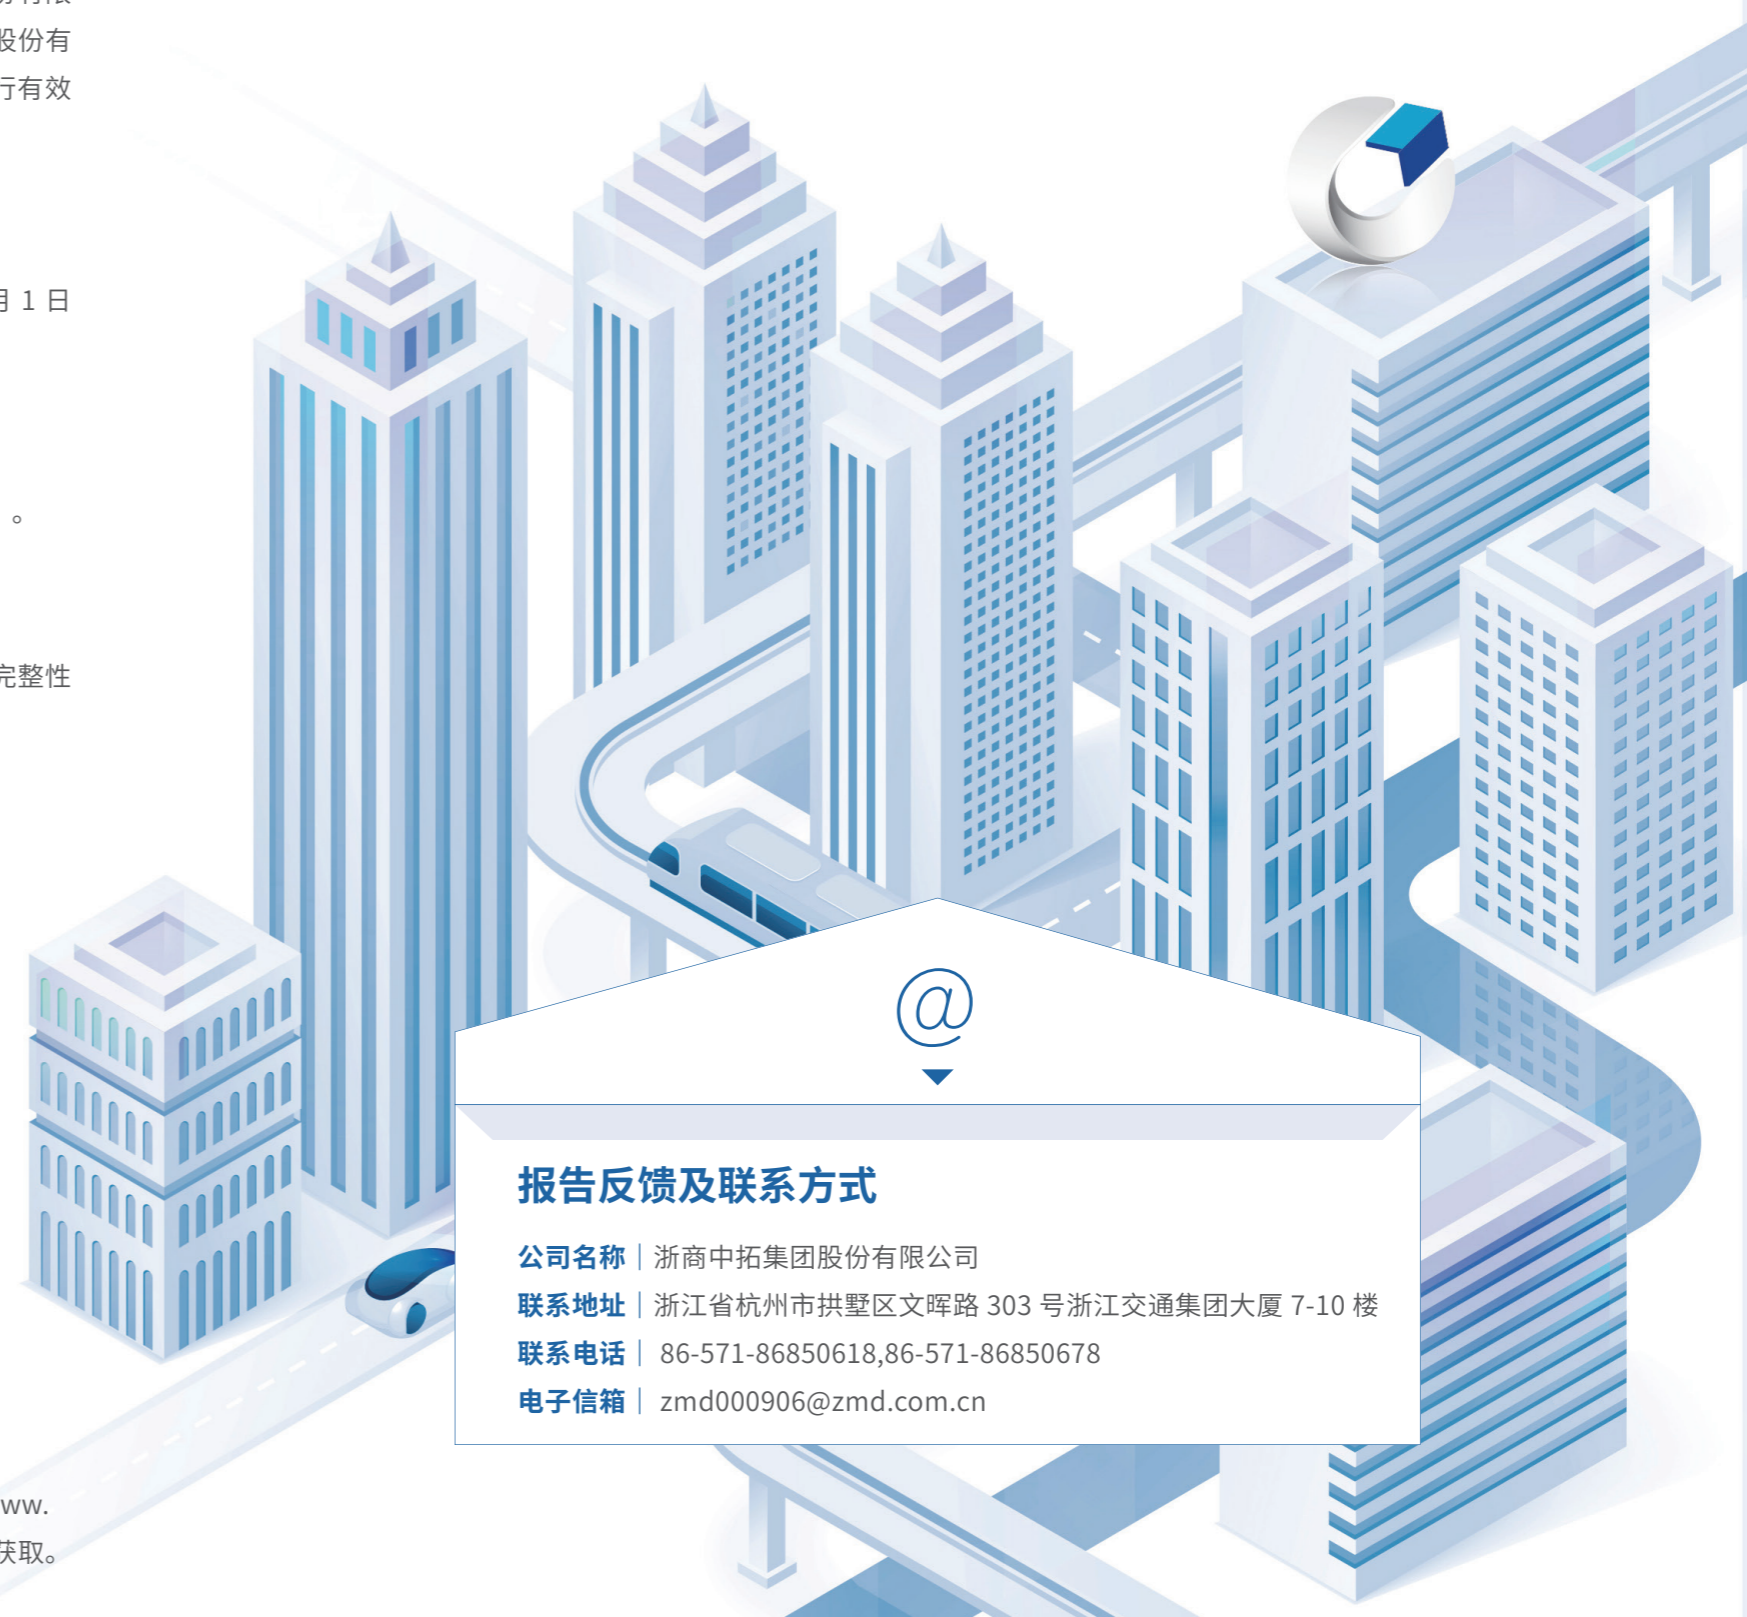 股份有
行有效
月 1 日
。
完整性
ww.
获取。
@
报告反馈及联系方式
公司名称｜浙商中拓集团股份有限公司
联系地址｜浙江省杭州市拱墅区文晖路 303 号浙江交通集团大厦 7-10 楼
联系电话｜ 86-571-86850618,86-571-86850678
电子信箱｜ zmd000906@zmd.com.cn